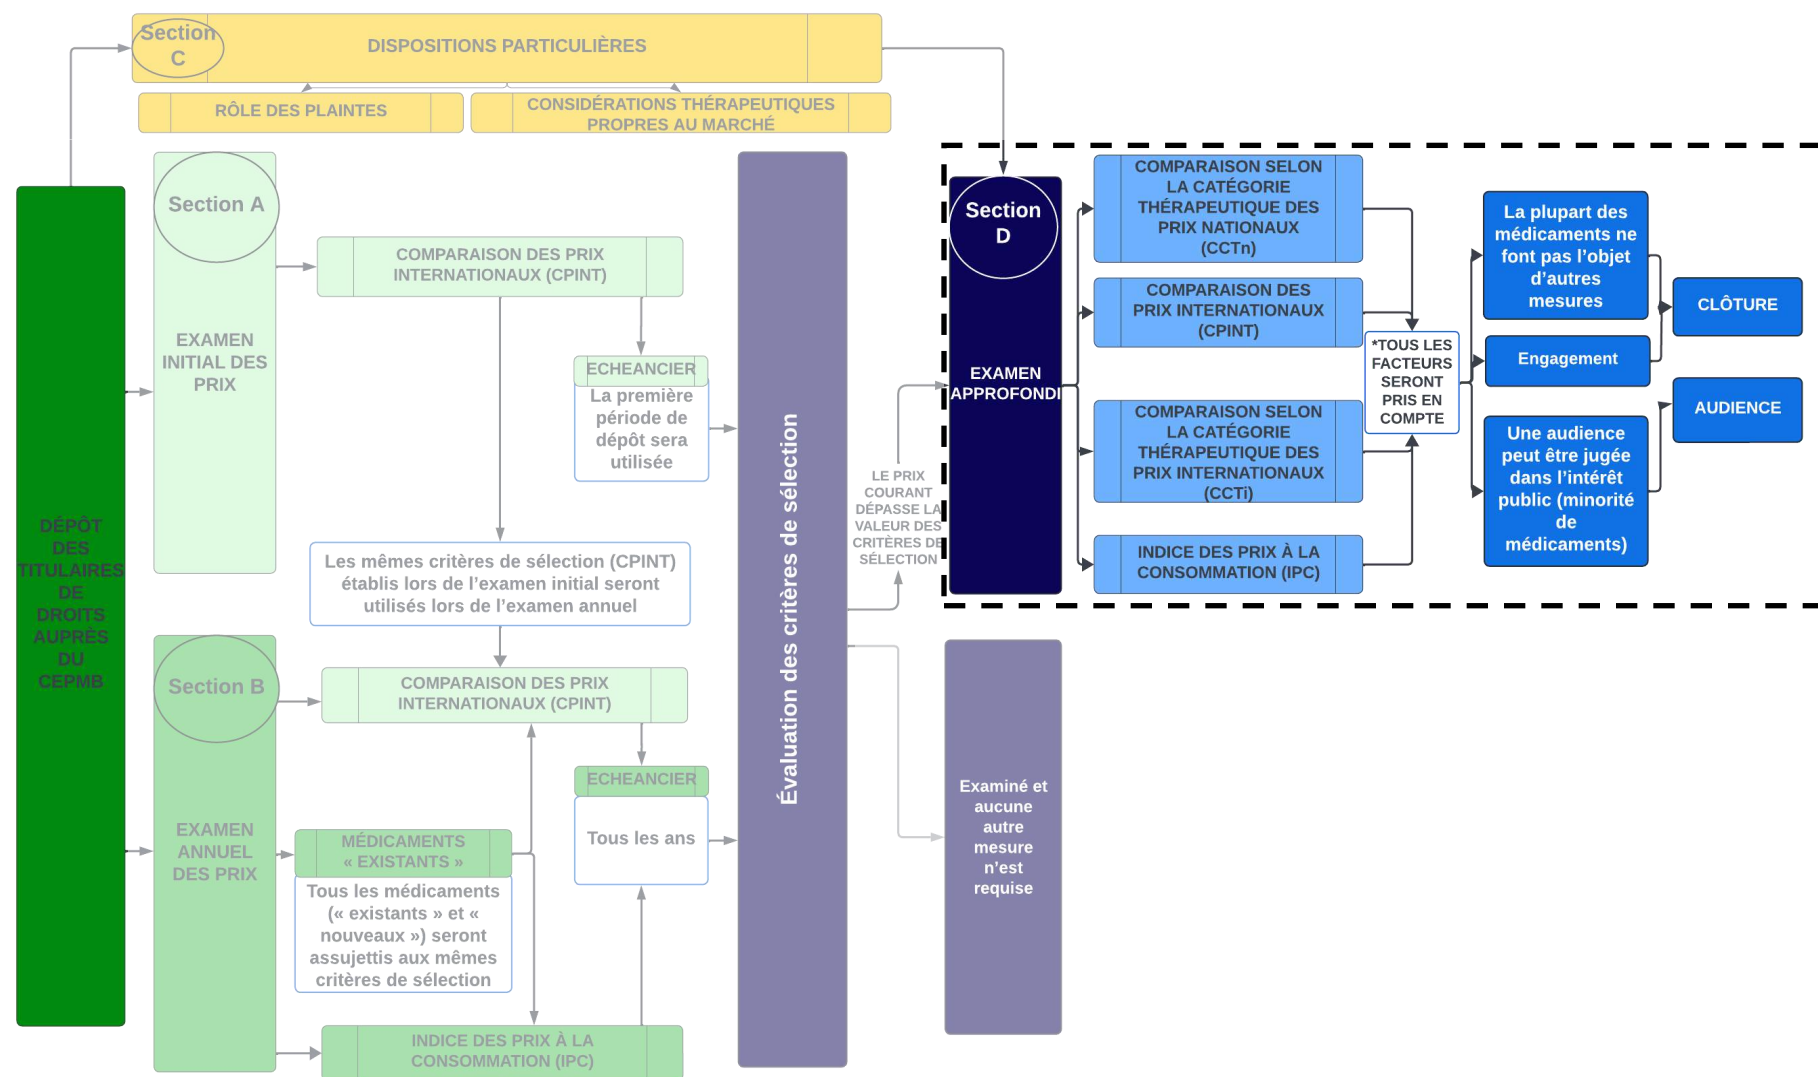 Section
C
DISPOSITIONS PARTICULIÈRES
RÔLE DES PLAINTES
CONSIDÉRATIONS THÉRAPEUTIQUES
PROPRES AU MARCHÉ
DÉPÔT
DES
TITULAIRES
DE
DROITS
AUPRÈS
DU
CEPMB
Section A
EXAMEN
INITIAL DES
PRIX
COMPARAISON DES PRIX
INTERNATIONAUX (CPINT)
ECHEANCIER
La première
période de
dépôt sera
utilisée
Les mêmes critères de sélection (CPINT)
établis lors de l’examen initial seront
utilisés lors de l’examen annuel
Section B
EXAMEN
ANNUEL
DES PRIX
COMPARAISON DES PRIX
INTERNATIONAUX (CPINT)
ECHEANCIER
Tous les ans
MÉDICAMENTS
« EXISTANTS »
Tous les médicaments
(« existants » et «
nouveaux ») seront
assujettis aux mêmes
critères de sélection
INDICE DES PRIX À LA
CONSOMMATION (IPC)
Évaluation des critères de sélection
LE PRIX
COURANT
DÉPASSE LA
VALEUR DES
CRITÈRES DE
SÉLECTION
Examiné et
aucune
autre
mesure
n’est
requise
Section
D
EXAMEN
APPROFONDI
COMPARAISON SELON
LA CATÉGORIE
THÉRAPEUTIQUE DES
PRIX NATIONAUX
(CCTn)
COMPARAISON DES
PRIX INTERNATIONAUX
(CPINT)
COMPARAISON SELON
LA CATÉGORIE
THÉRAPEUTIQUE DES
PRIX INTERNATIONAUX
(CCTi)
INDICE DES PRIX À LA
CONSOMMATION (IPC)
*TOUS LES
FACTEURS
SERONT
PRIS EN
COMPTE
La plupart des
médicaments ne
font pas l’objet
d’autres
mesures
Engagement
Une audience
peut être jugée
dans l’intérêt
public (minorité
de
médicaments)
CLÔTURE
AUDIENCE